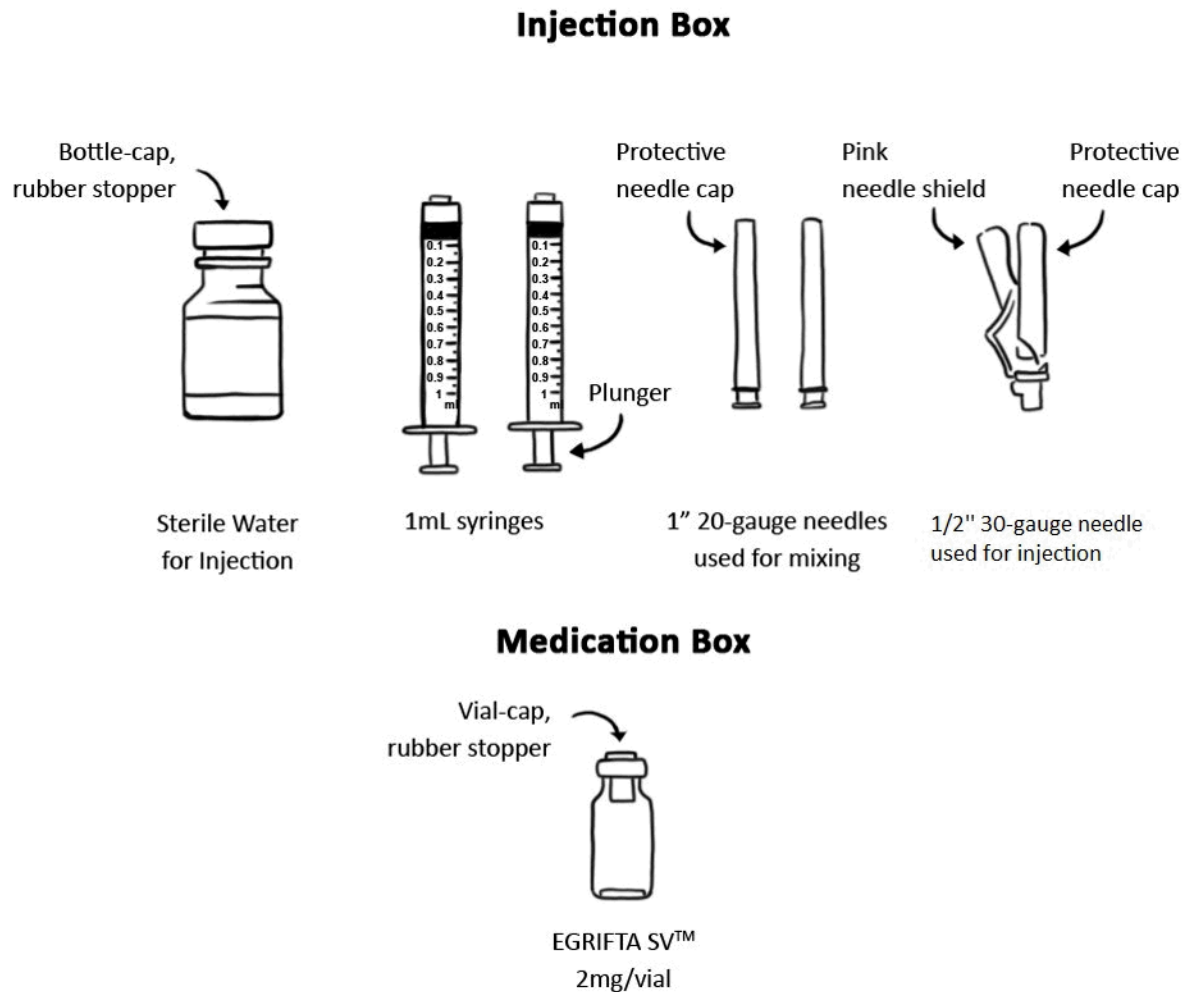 Injection Box
Bottle-cap,
rubber stopper
Protective
needle cap
Pink
needle shield
Protective
needle cap
0.1
0.2
0.3
0.4
0.5
0.6
0.7
0.8
0.9
1
ml
0.1
0.2
0.3
0.4
0.5
0.6
0.7
0.8
0.9
1
ml
Plunger
Sterile Water
for Injection
1mL syringes
1” 20-gauge needles
used for mixing
1/2" 30-gauge needle
used for injection
Medication Box
Vial-cap,
rubber stopper
EGRIFTA SV™
2mg/vial